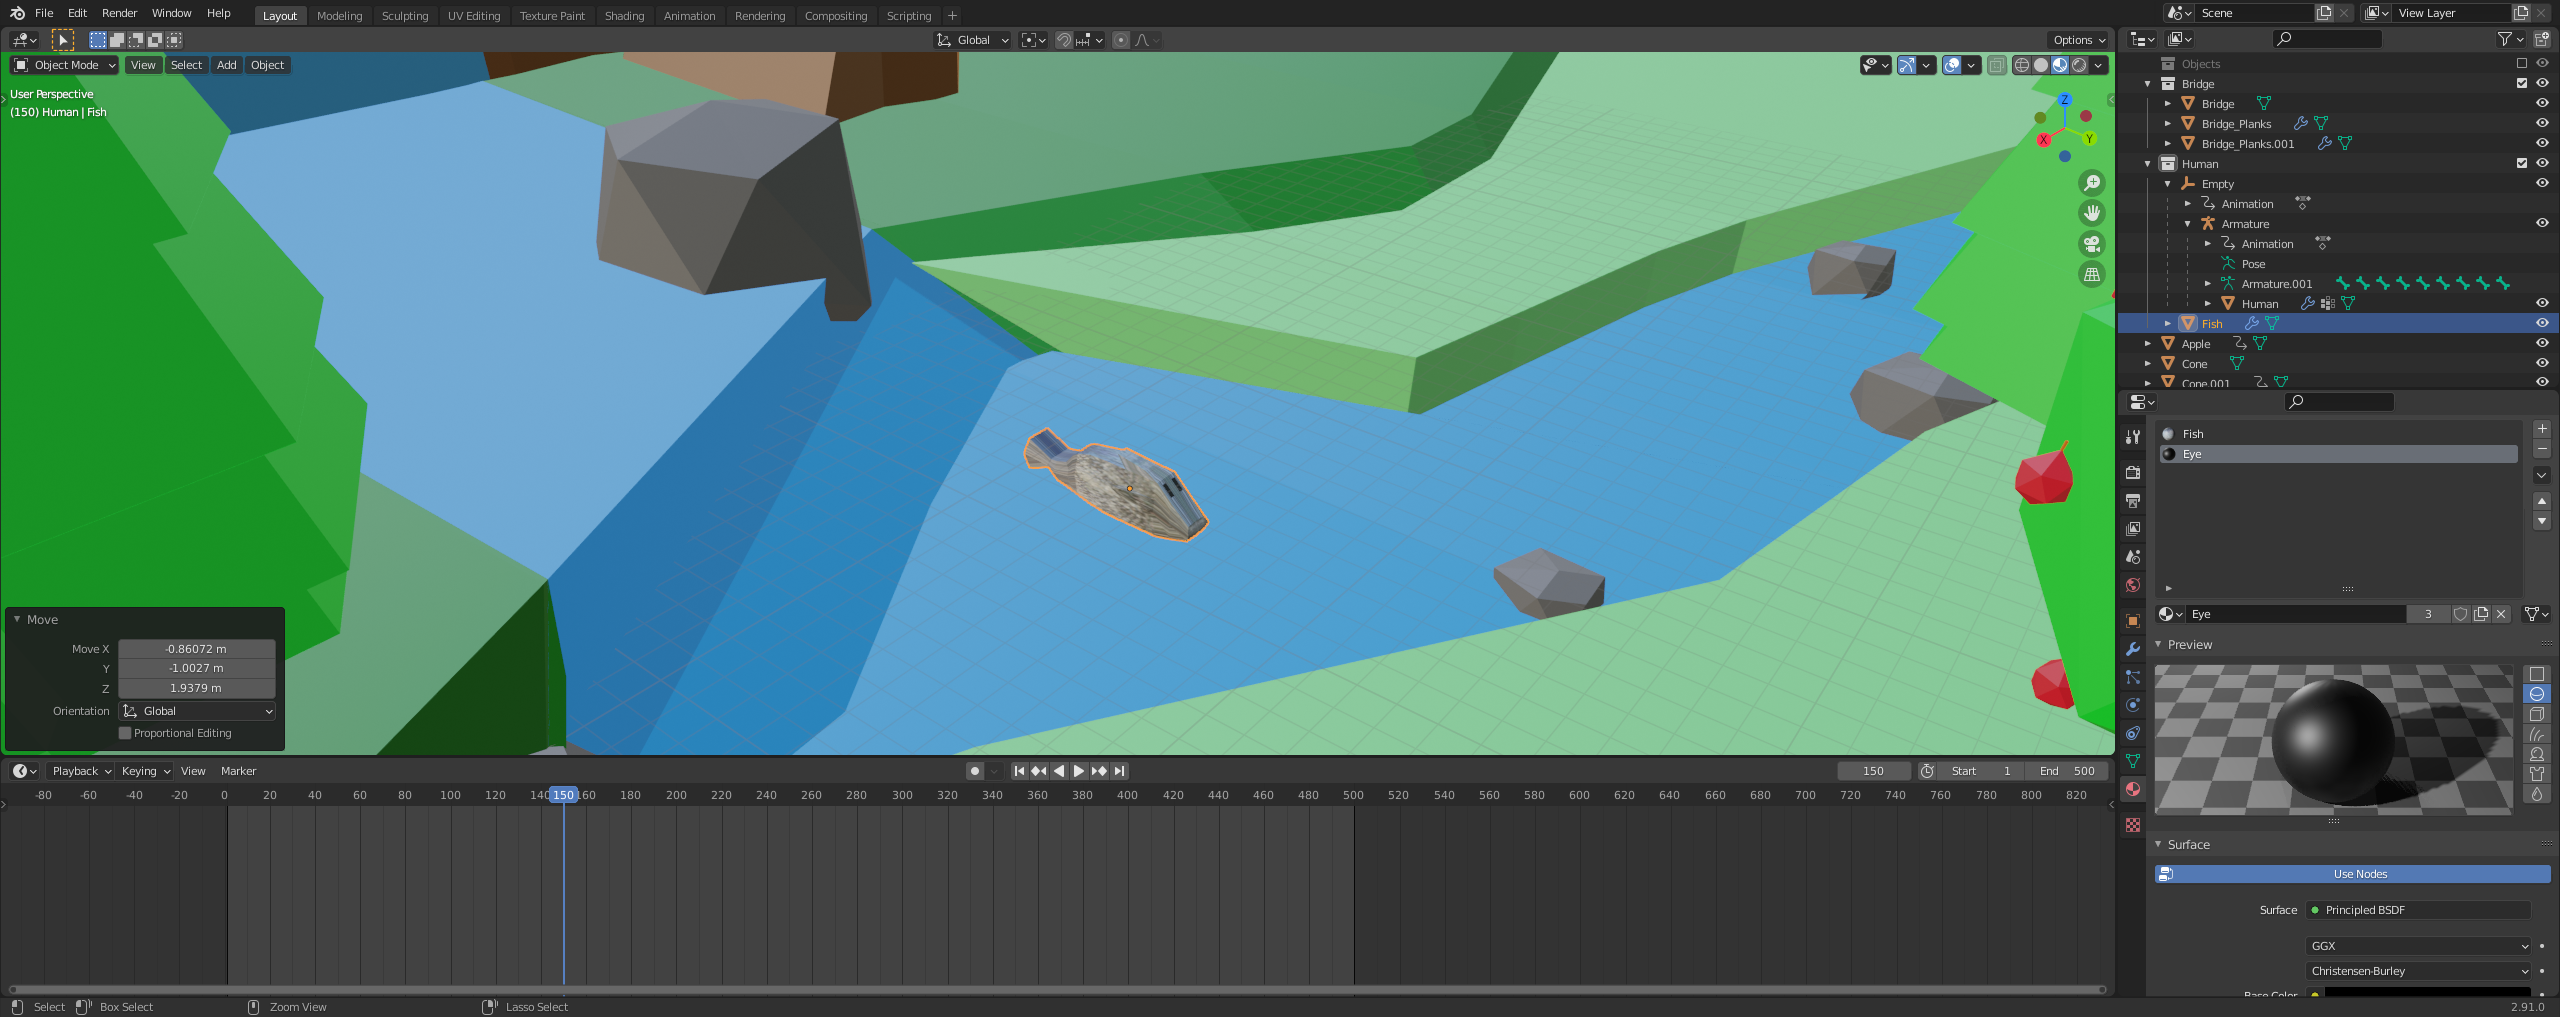 File Edit Render Window Help Layout Modeling Sculpting UV Editing Texture Paint Shading Animation Rendering Compositing Scripting Scene View Layer
Global Options
Object Mode View Select Add Object
User Perspective
(150) Human | Fish
Z
X Y
Objects
Bridge
Bridge
Bridge_Planks
Bridge_Planks.001
Human
Empty
Animation
Armature
Animation
Pose
Armature.001
Human
Fish
Apple
Cone
Cone.001
Fish
Eye
Eye 3
Preview
Surface
Use Nodes
Surface Principled BSDF
GGX
Christensen-Burley
Base Color
Move
Move X -0.86072 m
Y -1.0027 m
Z 1.9379 m
Orientation Global
Proportional Editing
Playback Keying View Marker 150 Start 1 End 500
-80 -60 -40 -20 0 20 40 60 80 100 120 140 150 160 180 200 220 240 260 280 300 320 340 360 380 400 420 440 460 480 500 520 540 560 580 600 620 640 660 680 700 720 740 760 780 800 820
Select Box Select Zoom View Lasso Select 2.91.0